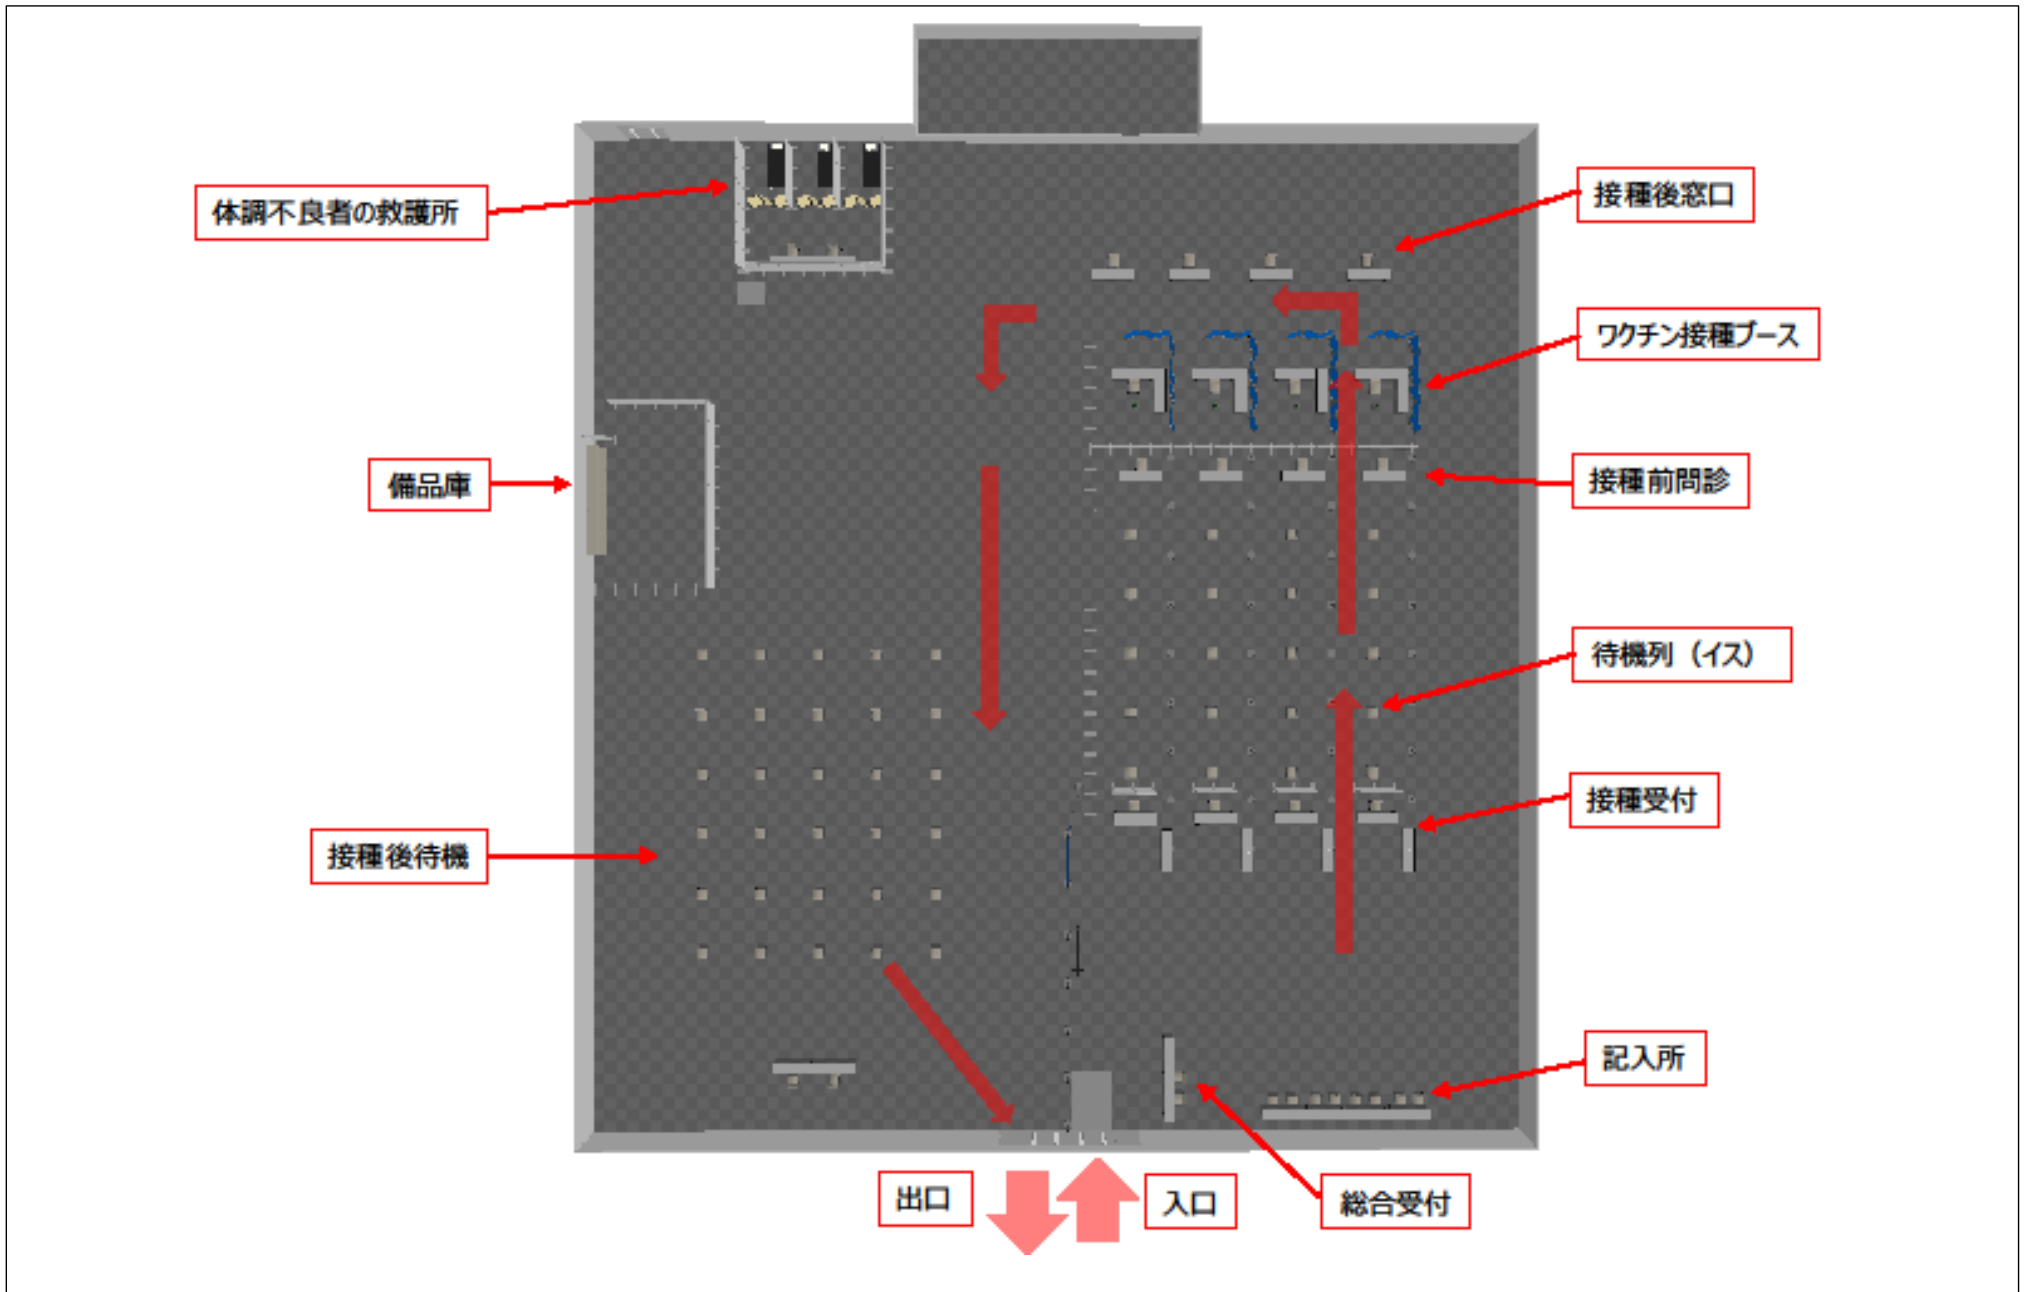 接種後窓口
体調不良者の救護所
ワクチン接種ブース
接種前問診
備品庫
待機列（イス）
接種受付
接種後待機
記入所
出口
入口
総合受付